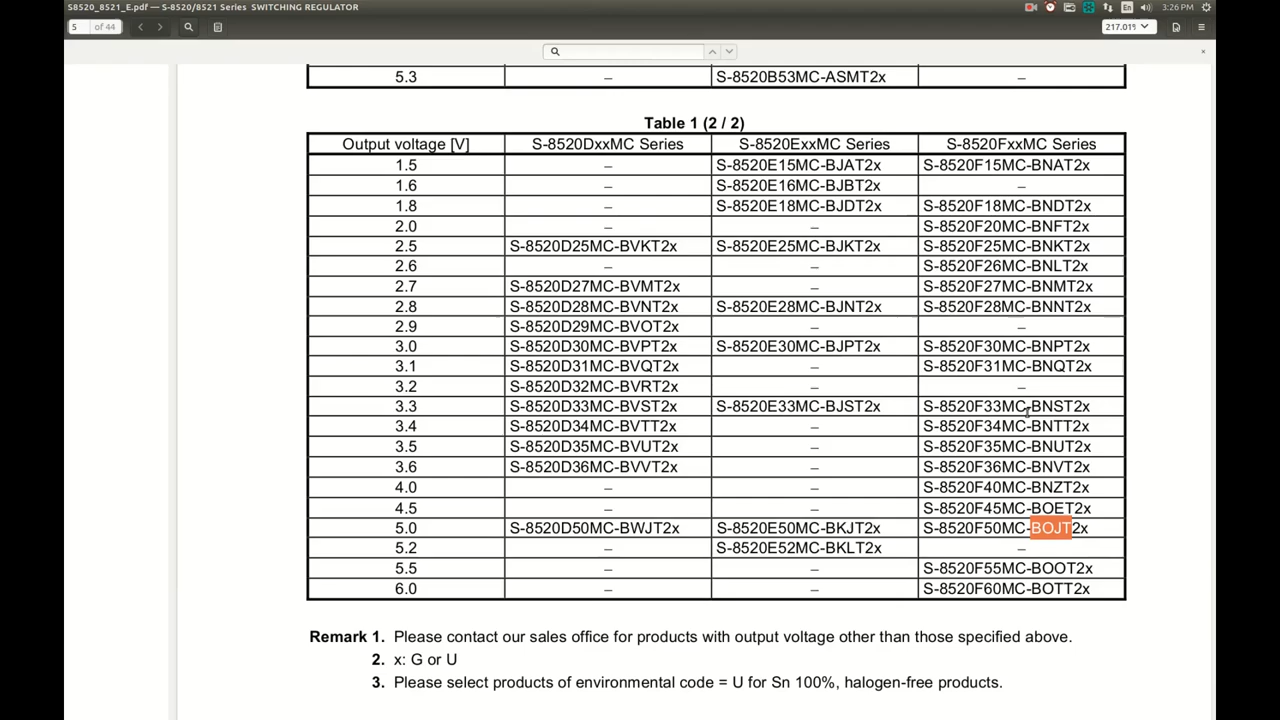 S8520_8521_E.pdf — S-8520/8521 Series SWITCHING REGULATOR
En 3:26 PM
5 of 44 217.01%
5.3 – S-8520B53MC-ASMT2x –
Table 1 (2 / 2)
Output voltage [V] S-8520DxxMC Series S-8520ExxMC Series S-8520FxxMC Series
1.5 – S-8520E15MC-BJAT2x S-8520F15MC-BNAT2x
1.6 – S-8520E16MC-BJBT2x –
1.8 – S-8520E18MC-BJDT2x S-8520F18MC-BNDT2x
2.0 – – S-8520F20MC-BNFT2x
2.5 S-8520D25MC-BVKT2x S-8520E25MC-BJKT2x S-8520F25MC-BNKT2x
2.6 – – S-8520F26MC-BNLT2x
2.7 S-8520D27MC-BVMT2x – S-8520F27MC-BNMT2x
2.8 S-8520D28MC-BVNT2x S-8520E28MC-BJNT2x S-8520F28MC-BNNT2x
2.9 S-8520D29MC-BVOT2x – –
3.0 S-8520D30MC-BVPT2x S-8520E30MC-BJPT2x S-8520F30MC-BNPT2x
3.1 S-8520D31MC-BVQT2x – S-8520F31MC-BNQT2x
3.2 S-8520D32MC-BVRT2x – –
3.3 S-8520D33MC-BVST2x S-8520E33MC-BJST2x S-8520F33MC-BNST2x
3.4 S-8520D34MC-BVTT2x – S-8520F34MC-BNTT2x
3.5 S-8520D35MC-BVUT2x – S-8520F35MC-BNUT2x
3.6 S-8520D36MC-BVVT2x – S-8520F36MC-BNVT2x
4.0 – – S-8520F40MC-BNZT2x
4.5 – – S-8520F45MC-BOET2x
5.0 S-8520D50MC-BWJT2x S-8520E50MC-BKJT2x S-8520F50MC-BOJT2x
5.2 – S-8520E52MC-BKLT2x –
5.5 – – S-8520F55MC-BOOT2x
6.0 – – S-8520F60MC-BOTT2x
Remark 1. Please contact our sales office for products with output voltage other than those specified above.
2. x: G or U
3. Please select products of environmental code = U for Sn 100%, halogen-free products.